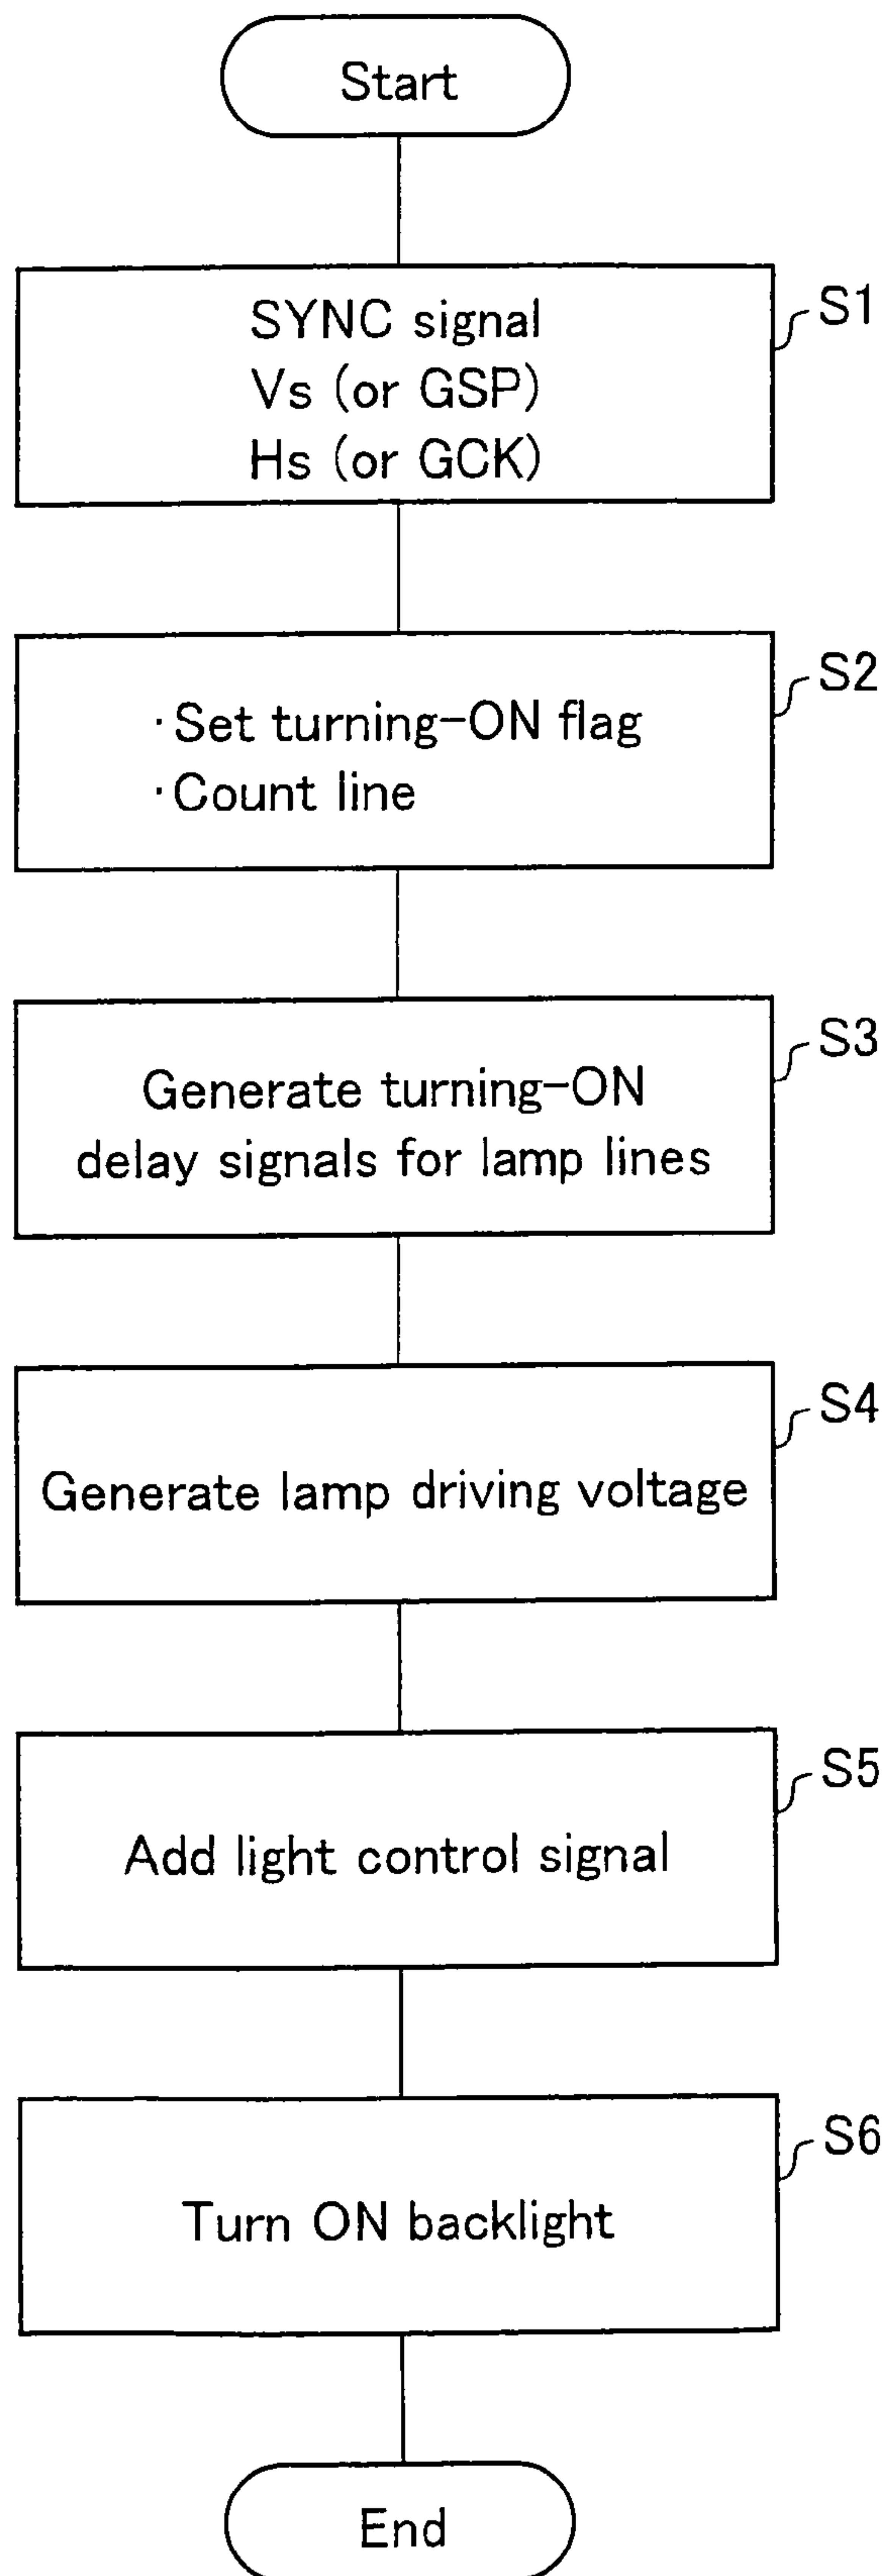 Start
SYNC signal
Vs (or GSP)
Hs (or GCK)
S1
·Set turning-ON flag
·Count line
S2
Generate turning-ON
delay signals for lamp lines
S3
Generate lamp driving voltage
S4
Add light control signal
S5
Turn ON backlight
S6
End